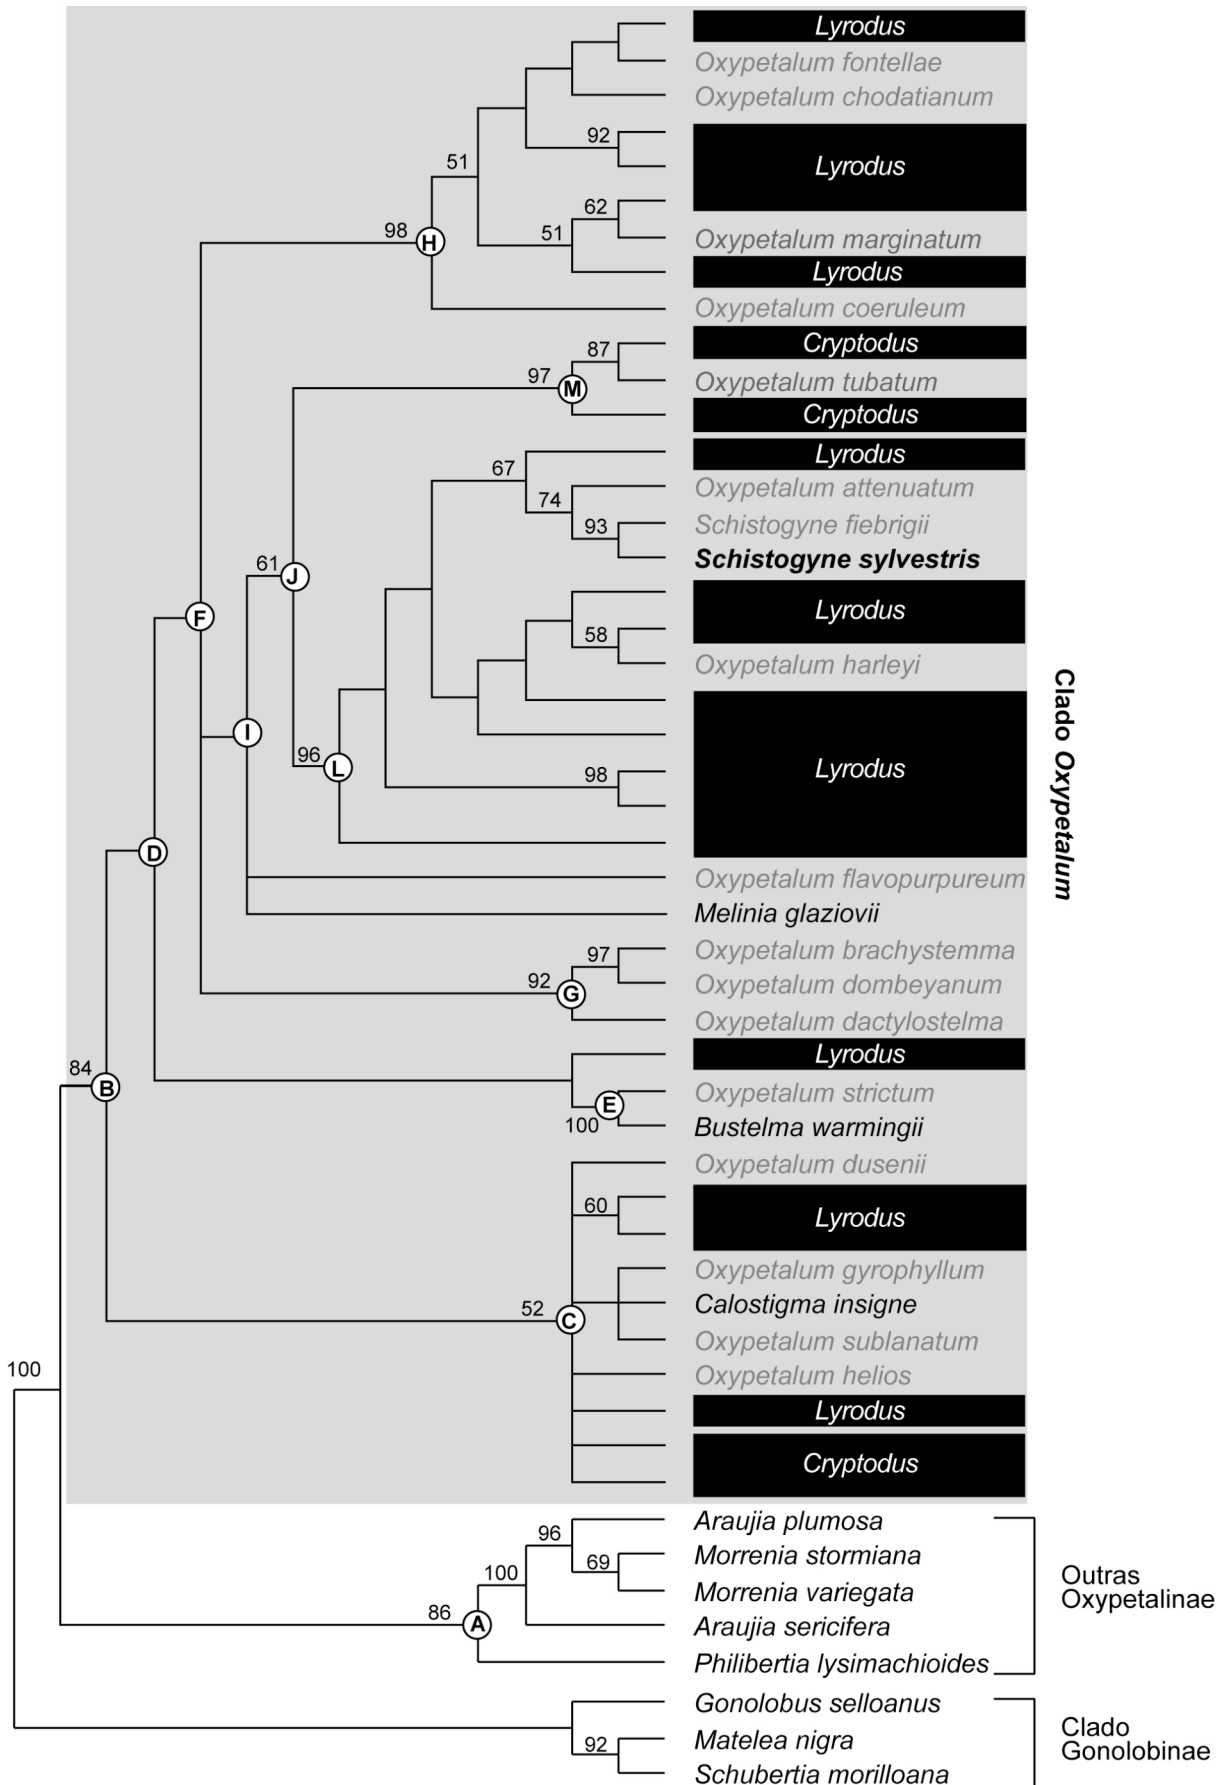 Lyrodus
Oxypetalum fontellae
Oxypetalum chodatianum
92
Lyrodus
51
62
Oxypetalum marginatum
51
98
H
Lyrodus
Oxypetalum coeruleum
Cryptodus
87
97
M
Oxypetalum tubatum
Cryptodus
Lyrodus
67
Oxypetalum attenuatum
74
Schistogyne fiebrigii
93
Schistogyne sylvestris
61
J
F
Lyrodus
58
Oxypetalum harleyi
I
96
L
Lyrodus
98
Clado Oxypetalum
D
Oxypetalum flavopurpureum
Melinia glaziovii
Oxypetalum brachystemma
97
92
G
Oxypetalum dombeyanum
Oxypetalum dactylostelma
Lyrodus
84
B
Oxypetalum strictum
E
100
Bustelma warmingii
Oxypetalum dusenii
60
Lyrodus
Oxypetalum gyrophyllum
Calostigma insigne
52
C
Oxypetalum sublanatum
100
Oxypetalum helios
Lyrodus
Cryptodus
Araujia plumosa
96
Morrenia stormiana
69
100
Morrenia variegata
86
A
Araujia sericifera
Philibertia lysimachioides
Outras
Oxypetalinae
Gonolobus selloanus
92
Matelea nigra
Schubertia morilloana
Clado
Gonolobinae